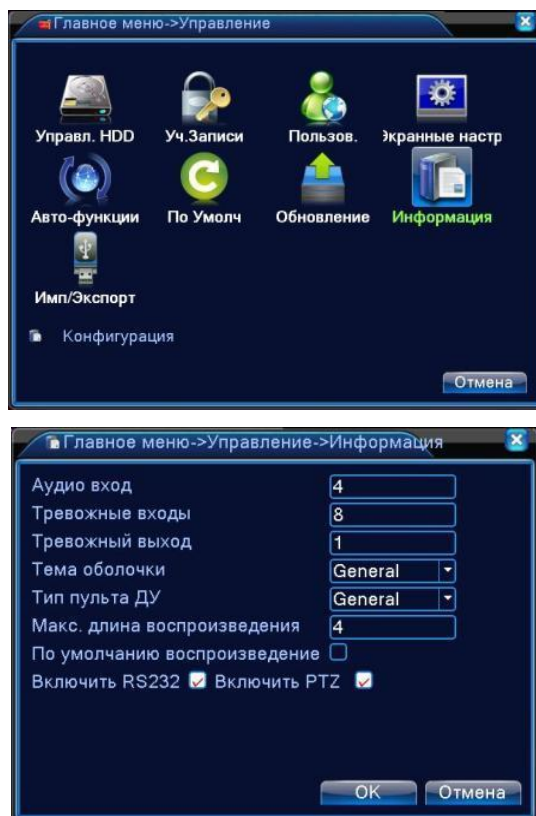 Главное меню->Управление
Управл. HDD Уч.Записи Пользов. Экранные настр
Авто-функции По Умолч Обновление Информация
Имп/Экспорт
Конфигурация
Отмена
Главное меню->Управление->Информация
Аудио вход 4
Тревожные входы 8
Тревожный выход 1
Тема оболочки General
Тип пульта ДУ General
Макс. длина воспроизведения 4
По умолчанию воспроизведение
Включить RS232 Включить PTZ
OK Отмена